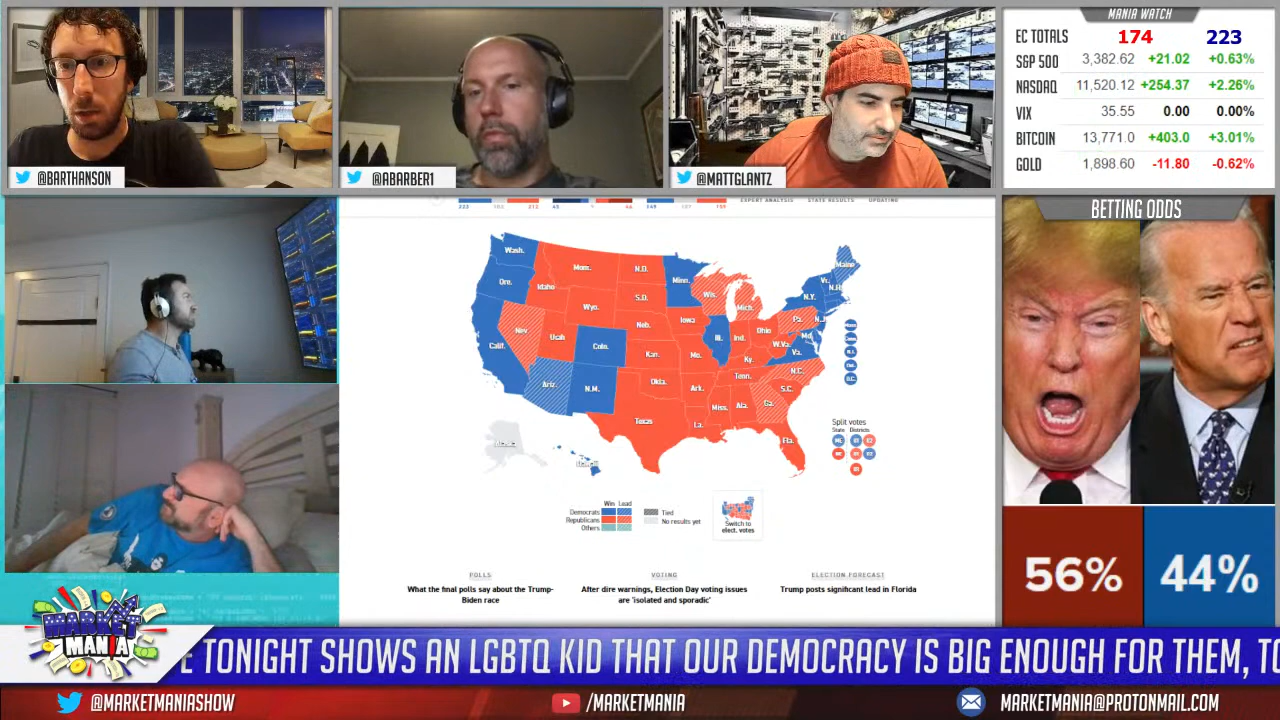 MANIA WATCH
EC TOTALS 174 223
S&P 500 3,382.62 +21.02 +0.63%
NASDAQ 11,520.12 +254.37 +2.26%
VIX 35.55 0.00 0.00%
BITCOIN 13,771.0 +403.0 +3.01%
GOLD 1,898.60 -11.80 -0.62%
@BARTHANSON
@ABARBER1
@MATTGLANTZ
BETTING ODDS
EXPERT ANALYSIS STATE RESULTS UPDATING
Wash.
Ore.
Calif.
Nev.
Idaho
Utah
Ariz.
Wyo.
Colo.
N.M.
N.D.
S.D.
Neb.
Kan.
Okla.
Texas
Minn.
Iowa
Mo.
Ark.
La.
Wis.
Ill.
Mich.
Ind.
Ohio
Ky.
Tenn.
Miss.
Ala.
Ga.
Fla.
S.C.
N.C.
Va.
W.Va.
Pa.
N.Y.
Maine
Split votes
State Districts
Win Lead
Democrats
Republicans
Others
Tied
No results yet
Switch to
elect. votes
POLLS
What the final polls say about the Trump-
Biden race
VOTING
After dire warnings, Election Day voting issues
are 'isolated and sporadic'
ELECTION FORECAST
Trump posts significant lead in Florida
56% 44%
MARKET
MANIA
E TONIGHT SHOWS AN LGBTQ KID THAT OUR DEMOCRACY IS BIG ENOUGH FOR THEM, TO
@MARKETMANIASHOW
/MARKETMANIA
MARKETMANIA@PROTONMAIL.COM